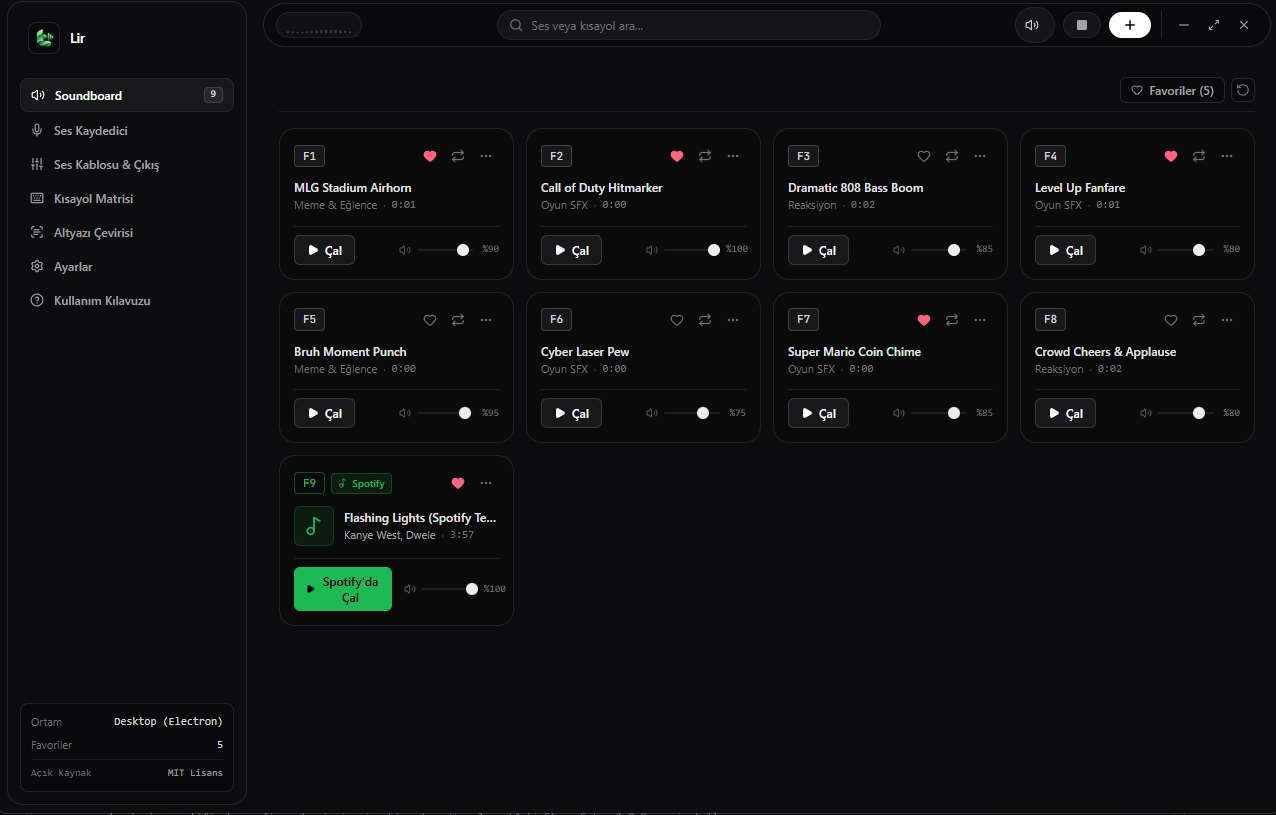 Lir
Ses veya kısayol ara...
Soundboard 9
Ses Kaydedici
Ses Kablosu & Çıkış
Kısayol Matrisi
Altyazı Çevirisi
Ayarlar
Kullanım Kılavuzu
Favoriler (5)
F1
MLG Stadium Airhorn
Meme & Eğlence · 0:01
Çal %90
F2
Call of Duty Hitmarker
Oyun SFX · 0:00
Çal %100
F3
Dramatic 808 Bass Boom
Reaksiyon · 0:02
Çal %85
F4
Level Up Fanfare
Oyun SFX · 0:01
Çal %80
F5
Bruh Moment Punch
Meme & Eğlence · 0:00
Çal %95
F6
Cyber Laser Pew
Oyun SFX · 0:00
Çal %75
F7
Super Mario Coin Chime
Oyun SFX · 0:00
Çal %85
F8
Crowd Cheers & Applause
Reaksiyon · 0:02
Çal %80
F9 Spotify
Flashing Lights (Spotify Te...
Kanye West, Dwele · 3:57
Spotify'da
Çal %100
Ortam Desktop (Electron)
Favoriler 5
Açık Kaynak MIT Lisans